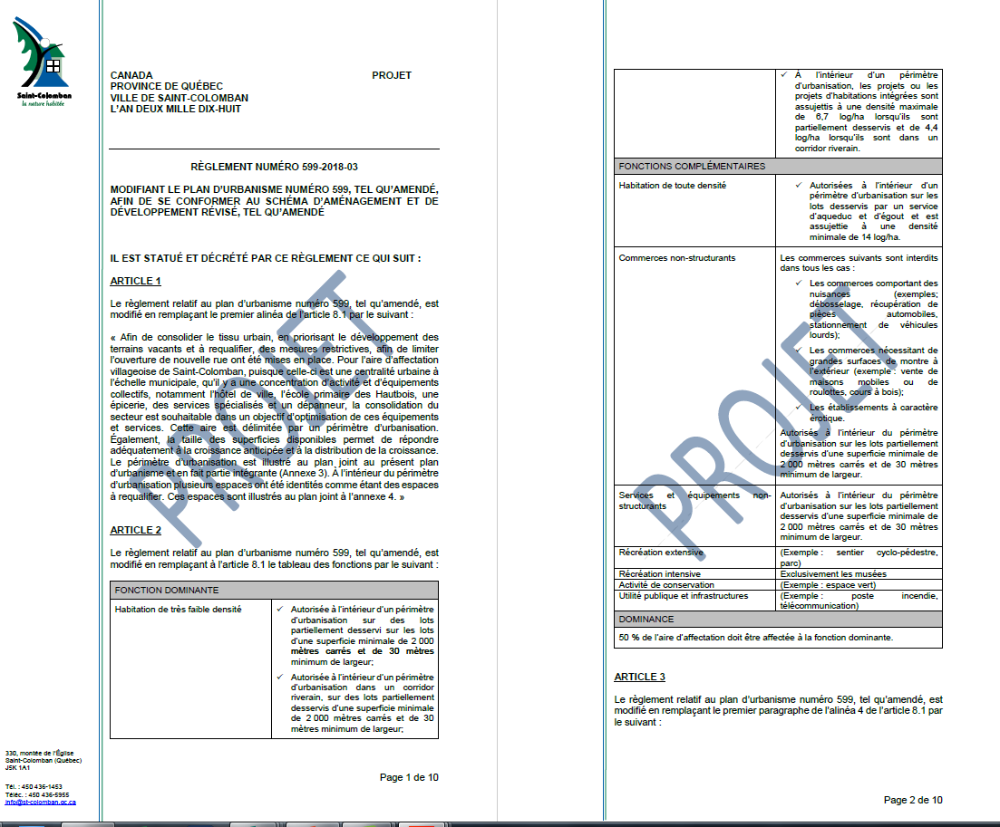 Saint-Colomban
la nature habitée
CANADA PROJET
PROVINCE DE QUÉBEC
VILLE DE SAINT-COLOMBAN
L'AN DEUX MILLE DIX-HUIT
RÈGLEMENT NUMÉRO 599-2018-03
MODIFIANT LE PLAN D'URBANISME NUMÉRO 599, TEL QU'AMENDÉ,
AFIN DE SE CONFORMER AU SCHÉMA D'AMÉNAGEMENT ET DE
DÉVELOPPEMENT RÉVISÉ, TEL QU'AMENDÉ
IL EST STATUÉ ET DÉCRÉTÉ PAR CE RÈGLEMENT CE QUI SUIT :
ARTICLE 1
Le règlement relatif au plan d'urbanisme numéro 599, tel qu'amendé, est
modifié en remplaçant le premier alinéa de l'article 8.1 par le suivant :
« Afin de consolider le tissu urbain, en priorisant le développement des
terrains vacants et à requalifier, des mesures restrictives, afin de limiter
l'ouverture de nouvelle rue ont été mises en place. Pour l'aire d'affectation
villageoise de Saint-Colomban, puisque celle-ci est une centralité urbaine à
l'échelle municipale, qu'il y a une concentration d'activité et d'équipements
collectifs, notamment l'hôtel de ville, l'école primaire des Hautbois, une
épicerie, des services spécialisés et un dépanneur, la consolidation du
secteur est souhaitable dans un objectif d'optimisation de ces équipements
et services. Cette aire est délimitée par un périmètre d'urbanisation.
Également, la taille des superficies disponibles permet de répondre
adéquatement à la croissance anticipée et à la distribution de la croissance.
Le périmètre d'urbanisation est illustré au plan joint au présent plan
d'urbanisme et en fait partie intégrante (Annexe 3). A l'intérieur du périmètre
d'urbanisation plusieurs espaces ont été identités comme étant des espaces
à requalifier. Ces espaces sont illustrés au plan joint à l'annexe 4. »
ARTICLE 2
Le règlement relatif au plan d'urbanisme numéro 599, tel qu'amendé, est
modifié en remplaçant à l'article 8.1 le tableau des fonctions par le suivant :
FONCTION DOMINANTE
Habitation de très faible densité
✓ Autorisée à l'intérieur d'un périmètre
d'urbanisation sur des lots
partiellement desservi sur les lots
d'une superficie minimale de 2 000
mètres carrés et de 30 mètres
minimum de largeur;
✓ Autorisée à l'intérieur d'un périmètre
d'urbanisation dans un corridor
riverain, sur des lots partiellement
desservis d'une superficie minimale
de 2 000 mètres carrés et de 30
mètres minimum de largeur;
PROJET
330, montée de l'Église
Saint-Colomban (Québec)
J5K 1A1
Tél. : 450 436-1453
Téléc. : 450 436-5955
info@st-colomban.qc.ca
Page 1 de 10
✓ À l'intérieur d'un périmètre
d'urbanisation, les projets ou les
projets d'habitations intégrées sont
assujettis à une densité maximale
de 6,7 log/ha lorsqu'ils sont
partiellement desservis et de 4,4
log/ha lorsqu'ils sont dans un
corridor riverain.
FONCTIONS COMPLÉMENTAIRES
Habitation de toute densité
✓ Autorisées à l'intérieur d'un
périmètre d'urbanisation sur les
lots desservis par un service
d'aqueduc et d'égout et est
assujettie à une densité
minimale de 14 log/ha.
Commerces non-structurants
Les commerces suivants sont interdits
dans tous les cas :
✓ Les commerces comportant des
nuisances (exemples;
débosselage, récupération de
pièces automobiles,
stationnement de véhicules
lourds);
✓ Les commerces nécessitant de
grandes surfaces de montre à
l'extérieur (exemple : vente de
maisons mobiles ou de
roulottes, cours à bois);
✓ Les établissements à caractère
érotique.
Autorisés à l'intérieur du périmètre
d'urbanisation sur les lots partiellement
desservis d'une superficie minimale de
2 000 mètres carrés et de 30 mètres
minimum de largeur.
Services et équipements non-
structurants
Autorisés à l'intérieur du périmètre
d'urbanisation sur les lots partiellement
desservis d'une superficie minimale de
2 000 mètres carrés et de 30 mètres
minimum de largeur.
Récréation extensive
(Exemple : sentier cyclo-pédestre,
parc)
Récréation intensive Exclusivement les musées
Activité de conservation (Exemple : espace vert)
Utilité publique et infrastructures
(Exemple : poste incendie,
télécommunication)
DOMINANCE
50 % de l'aire d'affectation doit être affectée à la fonction dominante.
PROJET
ARTICLE 3
Le règlement relatif au plan d'urbanisme numéro 599, tel qu'amendé, est
modifié en remplaçant le premier paragraphe de l'alinéa 4 de l'article 8.1 par
le suivant :
Page 2 de 10